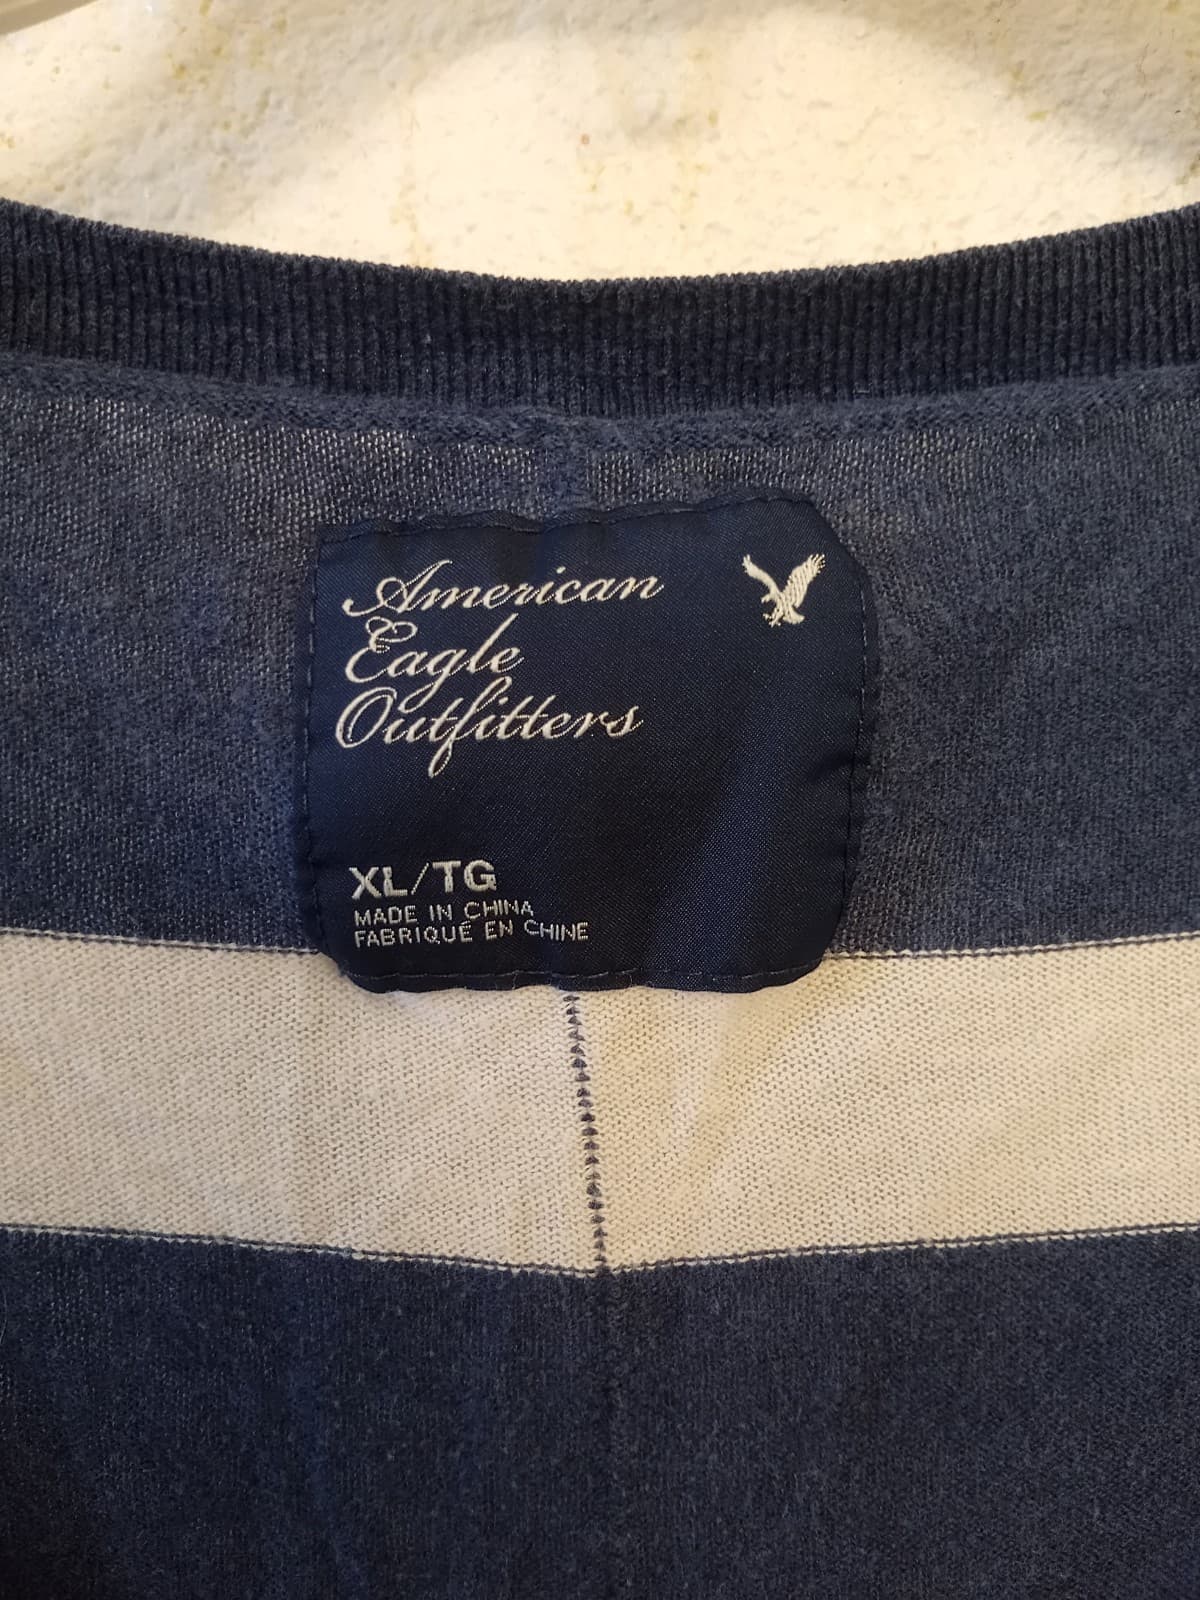 American
Eagle
Outfitters
XL/TG
MADE IN CHINA
FABRIQUÉ EN CHINE